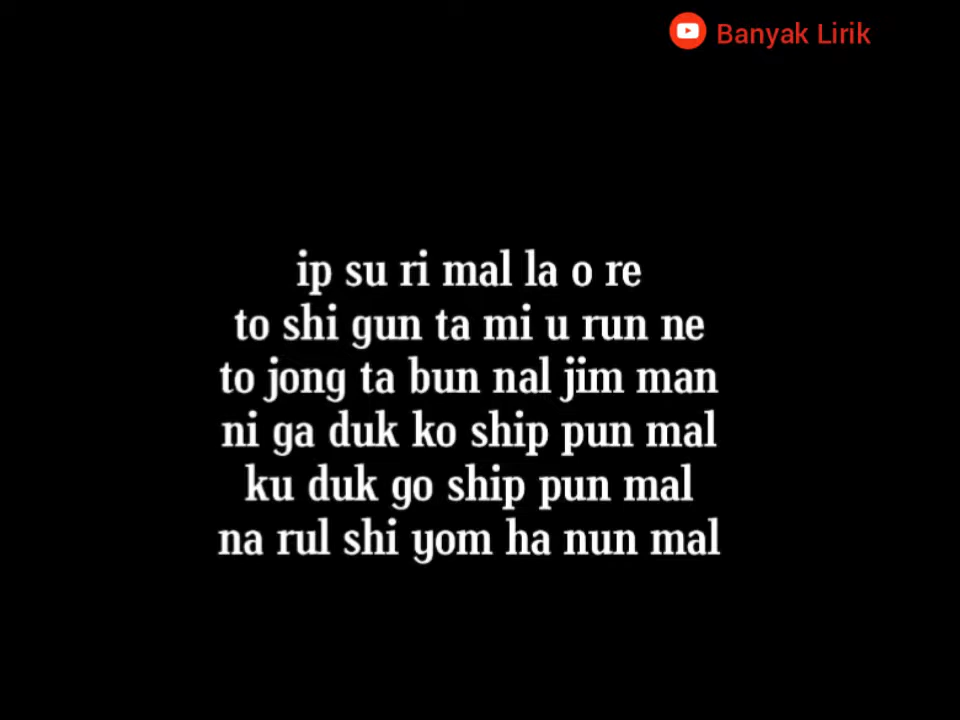 Banyak Lirik
ip su ri mal la o re
to shi gun ta mi u run ne
to jong ta bun nal jim man
ni ga duk ko ship pun mal
ku duk go ship pun mal
na rul shi yom ha nun mal